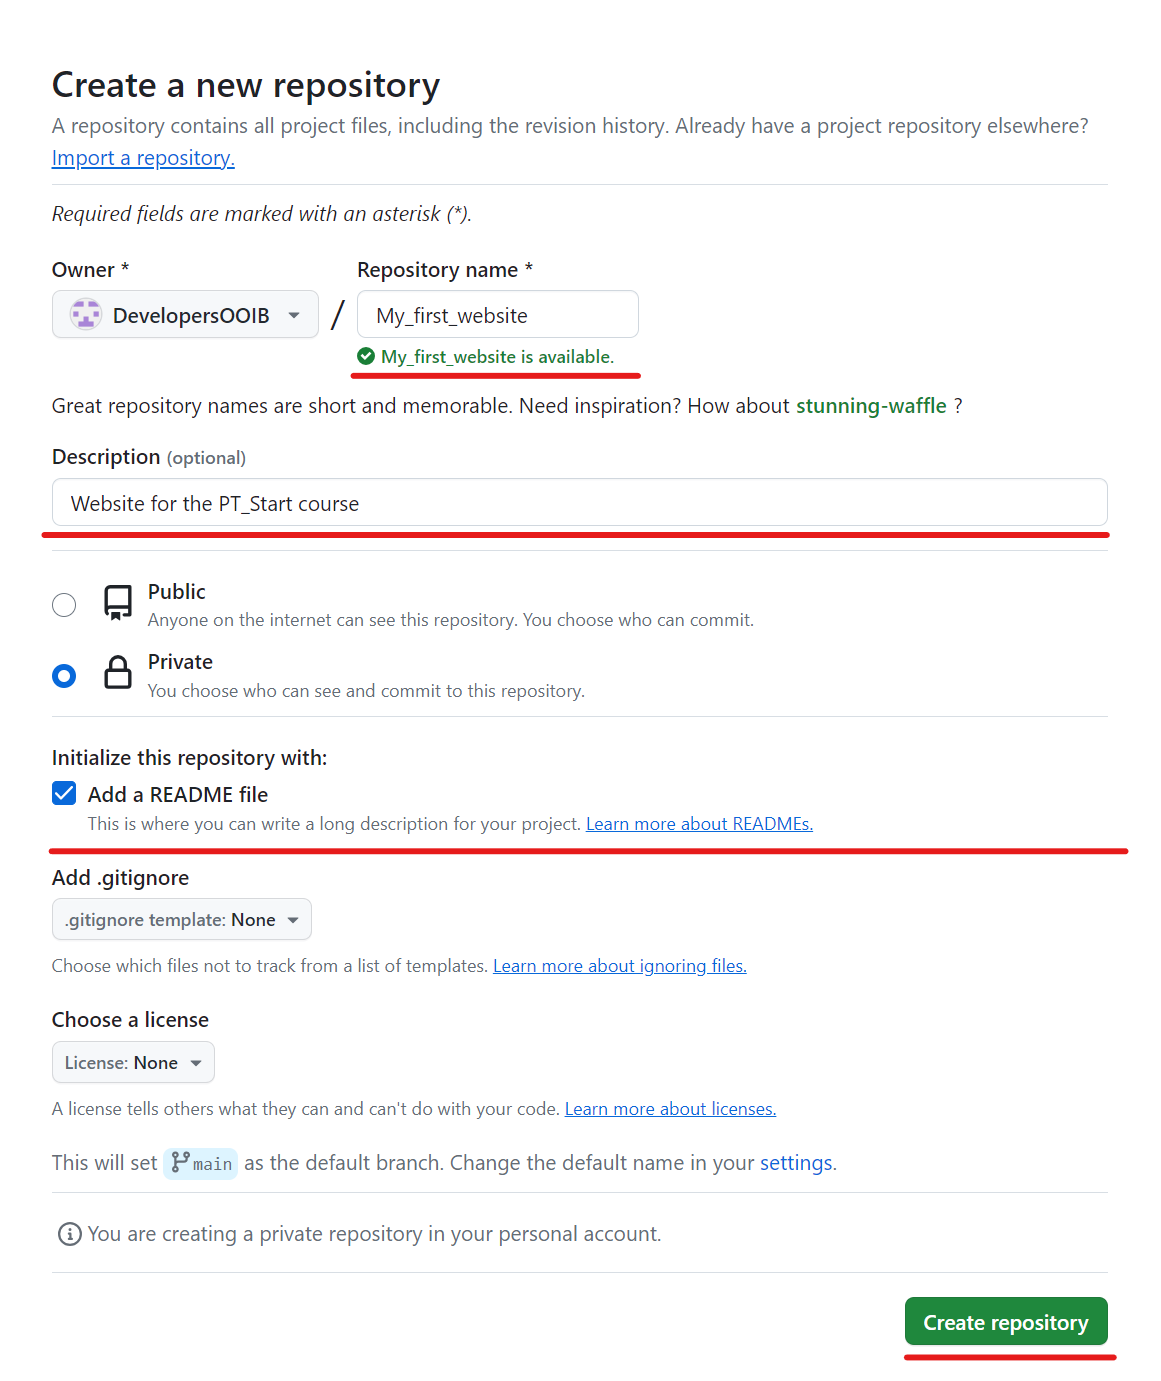 Create a new repository
A repository contains all project files, including the revision history. Already have a project repository elsewhere?
Import a repository.
Required fields are marked with an asterisk (*).
Owner * Repository name *
DevelopersOOIB / My_first_website
My_first_website is available.
Great repository names are short and memorable. Need inspiration? How about stunning-waffle ?
Description (optional)
Website for the PT_Start course
Public
Anyone on the internet can see this repository. You choose who can commit.
Private
You choose who can see and commit to this repository.
Initialize this repository with:
Add a README file
This is where you can write a long description for your project. Learn more about READMEs.
Add .gitignore
.gitignore template: None
Choose which files not to track from a list of templates. Learn more about ignoring files.
Choose a license
License: None
A license tells others what they can and can't do with your code. Learn more about licenses.
This will set main as the default branch. Change the default name in your settings.
You are creating a private repository in your personal account.
Create repository